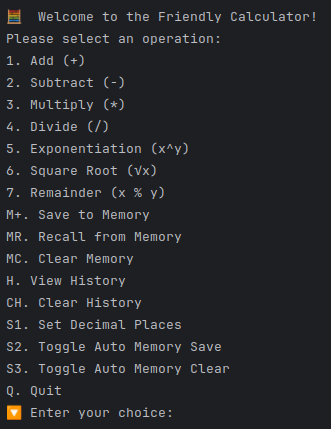 🧮 Welcome to the Friendly Calculator!
Please select an operation:
1. Add (+)
2. Subtract (-)
3. Multiply (*)
4. Divide (/)
5. Exponentiation (x^y)
6. Square Root (√x)
7. Remainder (x % y)
M+. Save to Memory
MR. Recall from Memory
MC. Clear Memory
H. View History
CH. Clear History
S1. Set Decimal Places
S2. Toggle Auto Memory Save
S3. Toggle Auto Memory Clear
Q. Quit
🔽 Enter your choice: